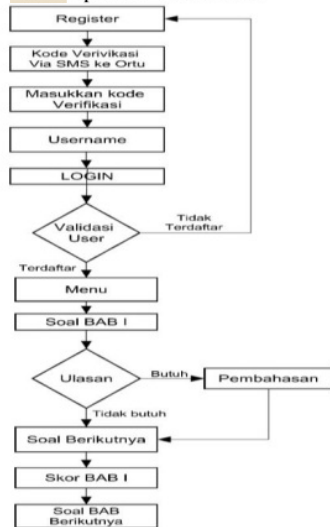 Register
Kode Verivikasi
Via SMS ke Ortu
Masukkan kode
Verifikasi
Username
LOGIN
Validasi
User
Tidak
Terdaftar
Terdaftar
Menu
Soal BAB I
Ulasan
Butuh
Pembahasan
Tidak butuh
Soal Berikutnya
Skor BAB I
Soal BAB
Berikutnya